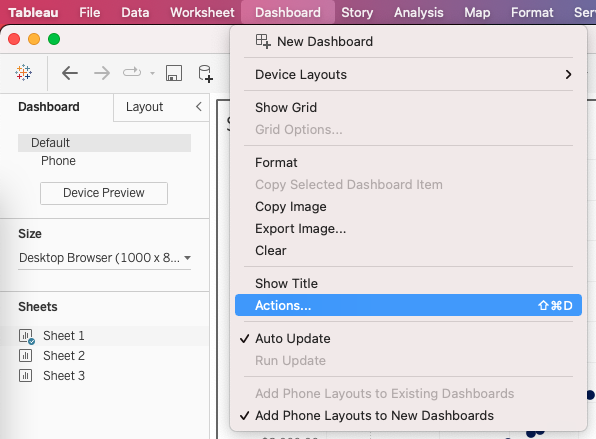 Tableau File Data Worksheet Dashboard Story Analysis Map Format
New Dashboard
Device Layouts
Show Grid
Grid Options...
Format
Copy Selected Dashboard Item
Copy Image
Export Image...
Clear
Show Title
Actions... ⇧⌘D
Auto Update
Run Update
Add Phone Layouts to Existing Dashboards
Add Phone Layouts to New Dashboards
Dashboard Layout
Default
Phone
Device Preview
Size
Desktop Browser (1000 x 8...
Sheets
Sheet 1
Sheet 2
Sheet 3